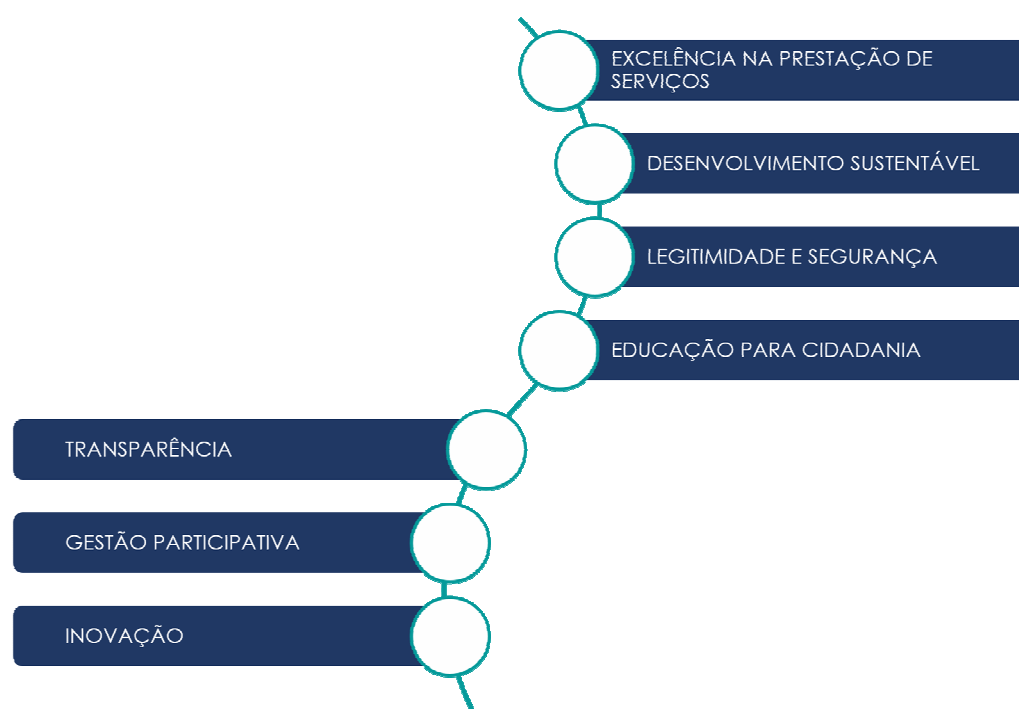 EXCELÊNCIA NA PRESTAÇÃO DE
SERVIÇOS
DESENVOLVIMENTO SUSTENTÁVEL
LEGITIMIDADE E SEGURANÇA
EDUCAÇÃO PARA CIDADANIA
TRANSPARÊNCIA
GESTÃO PARTICIPATIVA
INOVAÇÃO